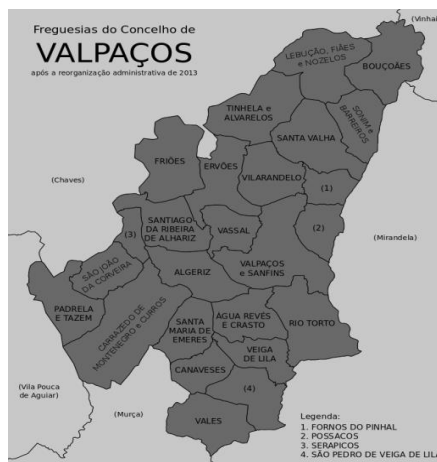 Freguesias do Concelho de
VALPAÇOS
após a reorganização administrativa de 2013
(Vinhais)
LEBUÇÃO, FIÃES
E NOZELOS
BOUÇOÃES
TINHELA e
ALVARELOS
SONIM e
BARREIROS
SANTA VALHA
FRIÕES
ERVÕES
VILARANDELO
(1)
(Chaves)
SANTIAGO
DA RIBEIRA
DE ALHARIZ
(3)
VASSAL
(2)
(Mirandela)
SÃO JOÃO
DA CORVEIRA
ALGERIZ
VALPAÇOS
e SANFINS
PADRELA
E TAZEM
CARRAZEDO DE
MONTENEGRO e CURROS
SANTA
MARIA DE
EMERES
ÁGUA REVÉS
E CRASTO
RIO TORTO
VEIGA
DE LILA
CANAVESES
(4)
(Vila Pouca
de Aguiar)
(Murça)
VALES
Legenda:
1. FORNOS DO PINHAL
2. POSSACOS
3. SERAPICOS
4. SÃO PEDRO DE VEIGA DE LILA